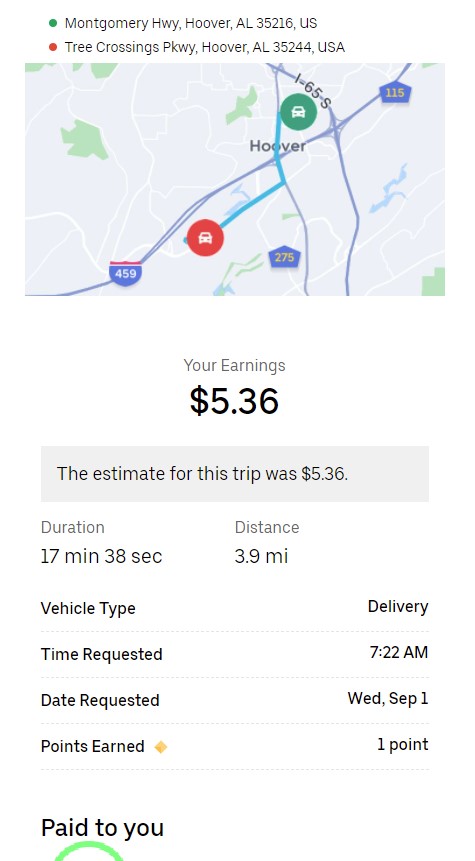 Montgomery Hwy, Hoover, AL 35216, US
Tree Crossings Pkwy, Hoover, AL 35244, USA
I-65-S
115
Hoover
275
459
Your Earnings
$5.36
The estimate for this trip was $5.36.
Duration Distance
17 min 38 sec 3.9 mi
Vehicle Type Delivery
Time Requested 7:22 AM
Date Requested Wed, Sep 1
Points Earned 1 point
Paid to you